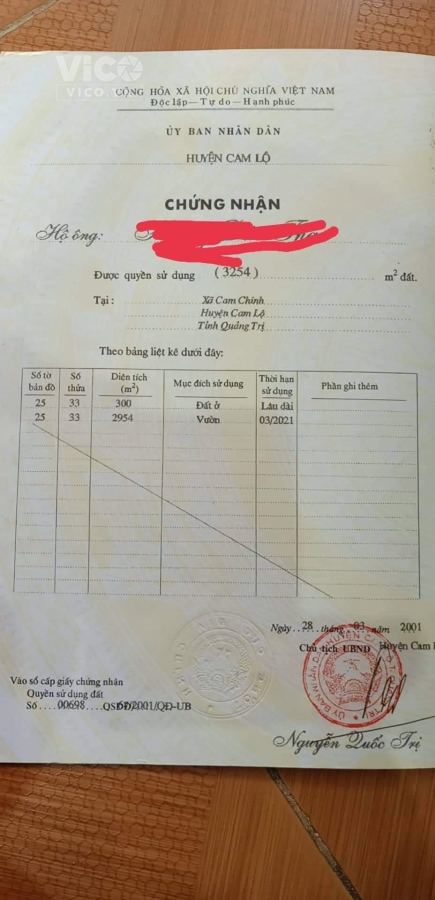 VICO
VICO.
CỘNG HÒA XÃ HỘI CHỦ NGHĨA VIỆT NAM
Độc lập — Tự do — Hạnh phúc
ỦY BAN NHÂN DÂN
HUYỆN CAM LỘ
CHỨNG NHẬN
Hộ ông:
Được quyền sử dụng (3254) m² đất.
Tại : Xã Cam Chính
Huyện Cam Lộ
Tỉnh Quảng Trị
Theo bảng liệt kê dưới đây:
Số tờ bản đồ Số thửa Diện tích (m²) Mục đích sử dụng Thời hạn sử dụng Phần ghi thêm
25 33 300 Đất ở Lâu dài
25 33 2954 Vườn 03/2021
Ngày 28 tháng 03 năm 2001
Chủ tịch UBND Huyện Cam
Vào sổ cấp giấy chứng nhận
Quyền sử dụng đất
Số 00698 QSDĐ/2001/QĐ-UB
Nguyễn Quốc Trị